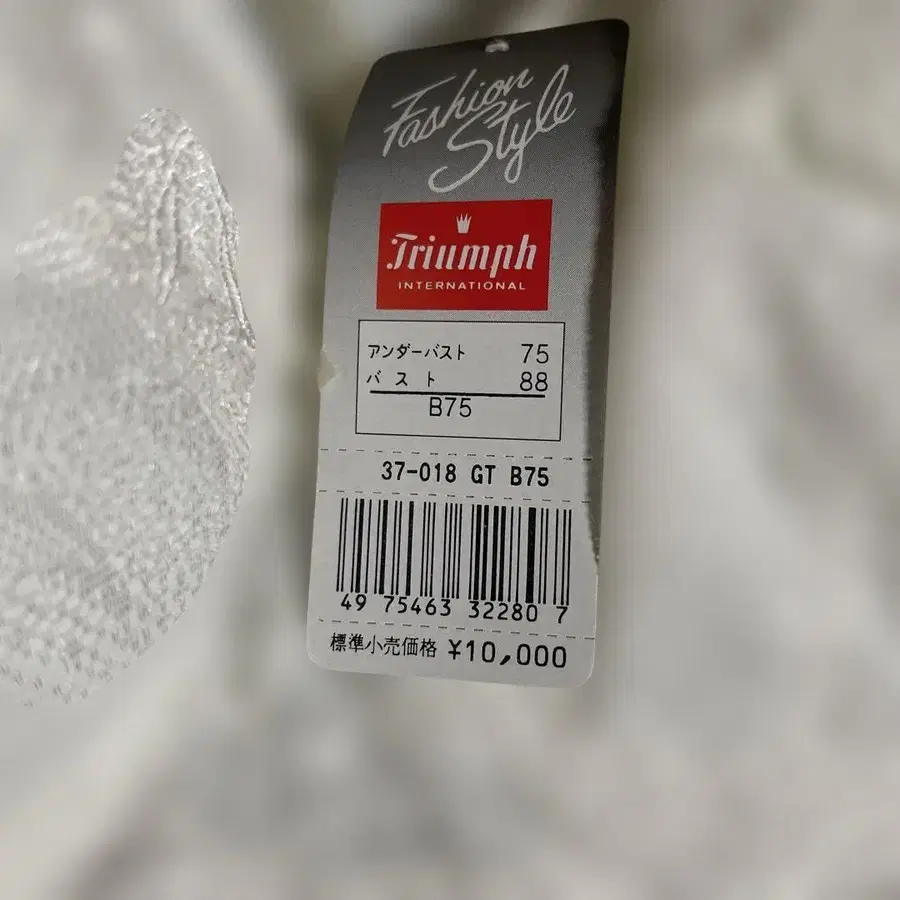 Fashion
Style
Triumph
INTERNATIONAL
アンダーバスト 75
バスト 88
B75
37-018 GT B75
49 75463 32280 7
標準小売価格 ¥10,000